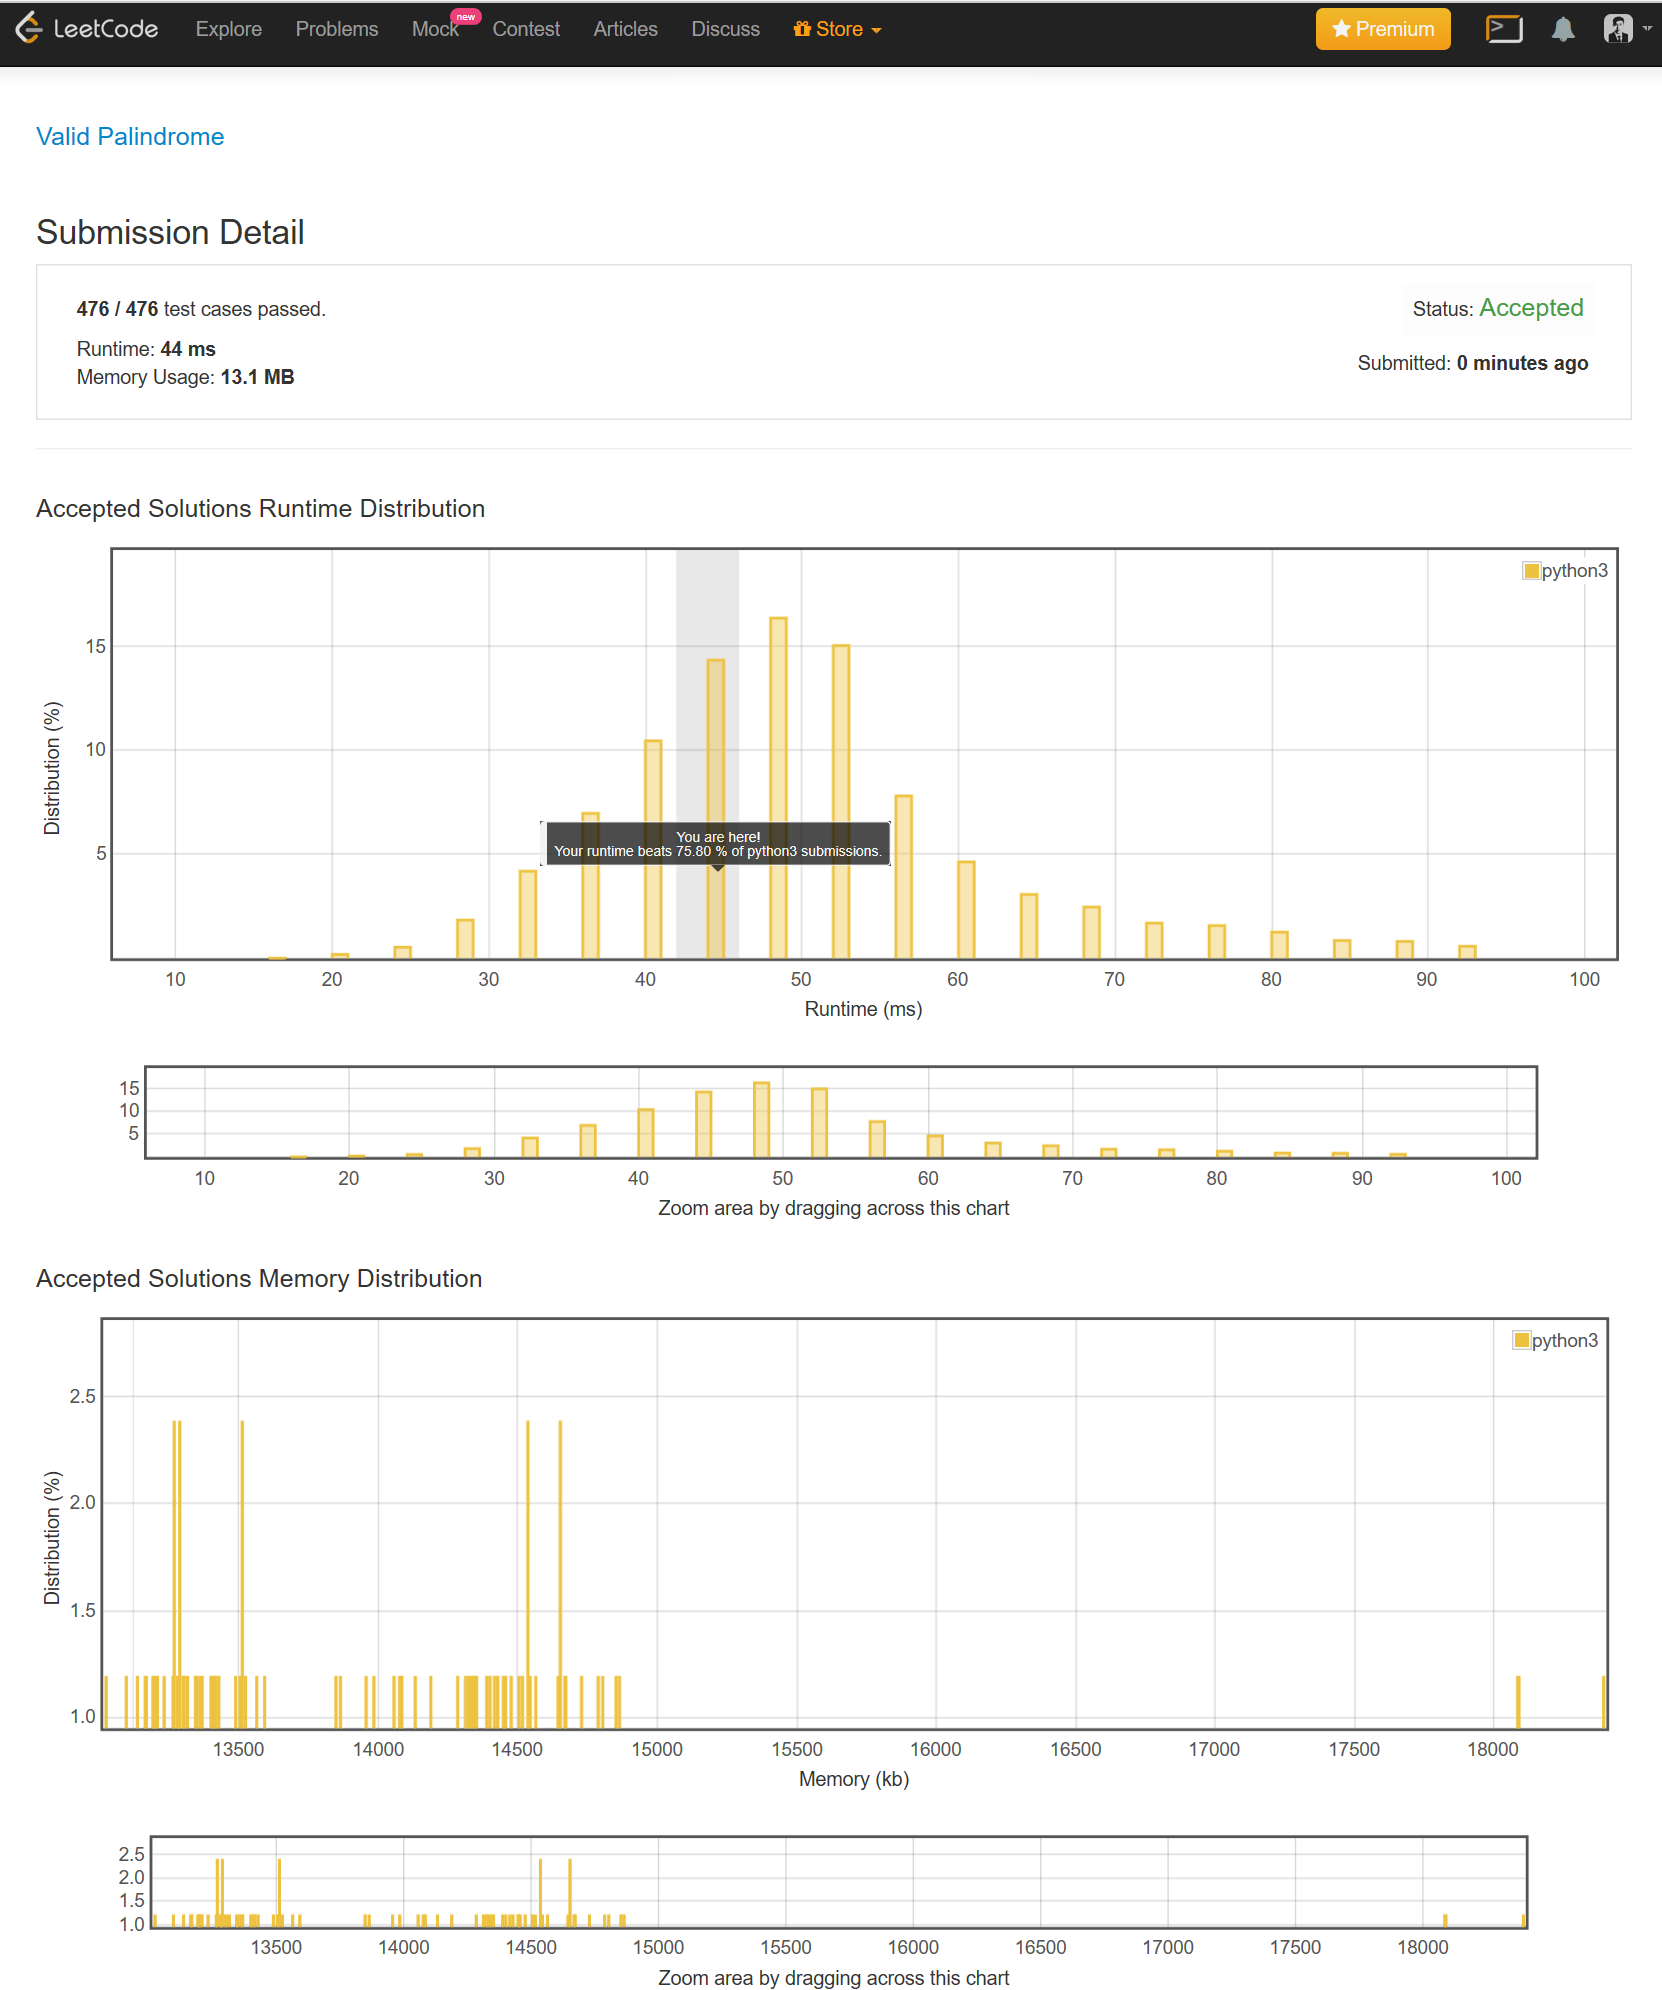 LeetCode Explore Problems Mock new Contest Articles Discuss Store Premium
Valid Palindrome
Submission Detail
476 / 476 test cases passed.
Status: Accepted
Runtime: 44 ms
Submitted: 0 minutes ago
Memory Usage: 13.1 MB
Accepted Solutions Runtime Distribution
python3
15
10
5
Distribution (%)
You are here!
Your runtime beats 75.80 % of python3 submissions.
10 20 30 40 50 60 70 80 90 100
Runtime (ms)
15
10
5
10 20 30 40 50 60 70 80 90 100
Zoom area by dragging across this chart
Accepted Solutions Memory Distribution
python3
2.5
2.0
1.5
1.0
Distribution (%)
13500 14000 14500 15000 15500 16000 16500 17000 17500 18000
Memory (kb)
2.5
2.0
1.5
1.0
13500 14000 14500 15000 15500 16000 16500 17000 17500 18000
Zoom area by dragging across this chart